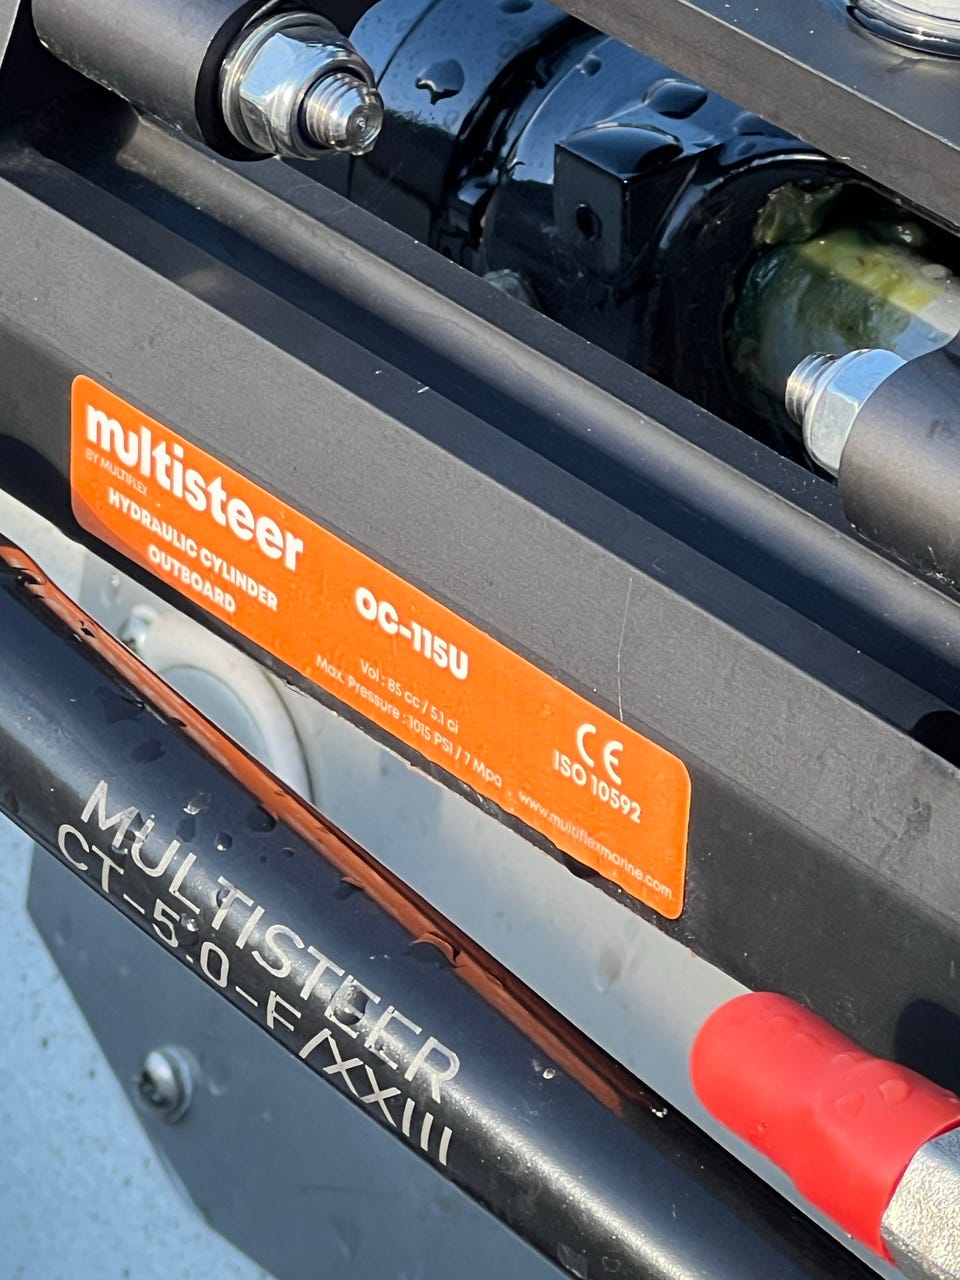 multisteer
BY MULTIFLEX
HYDRAULIC CYLINDER
OUTBOARD
OC-115U
Vol : 85 cc / 5.1 ci
Max. Pressure : 1015 PSI / 7 Mpa
CE
ISO 10592
www.multiflexmarine.com
MULTISTEER
CT-5.0-F/XXIII